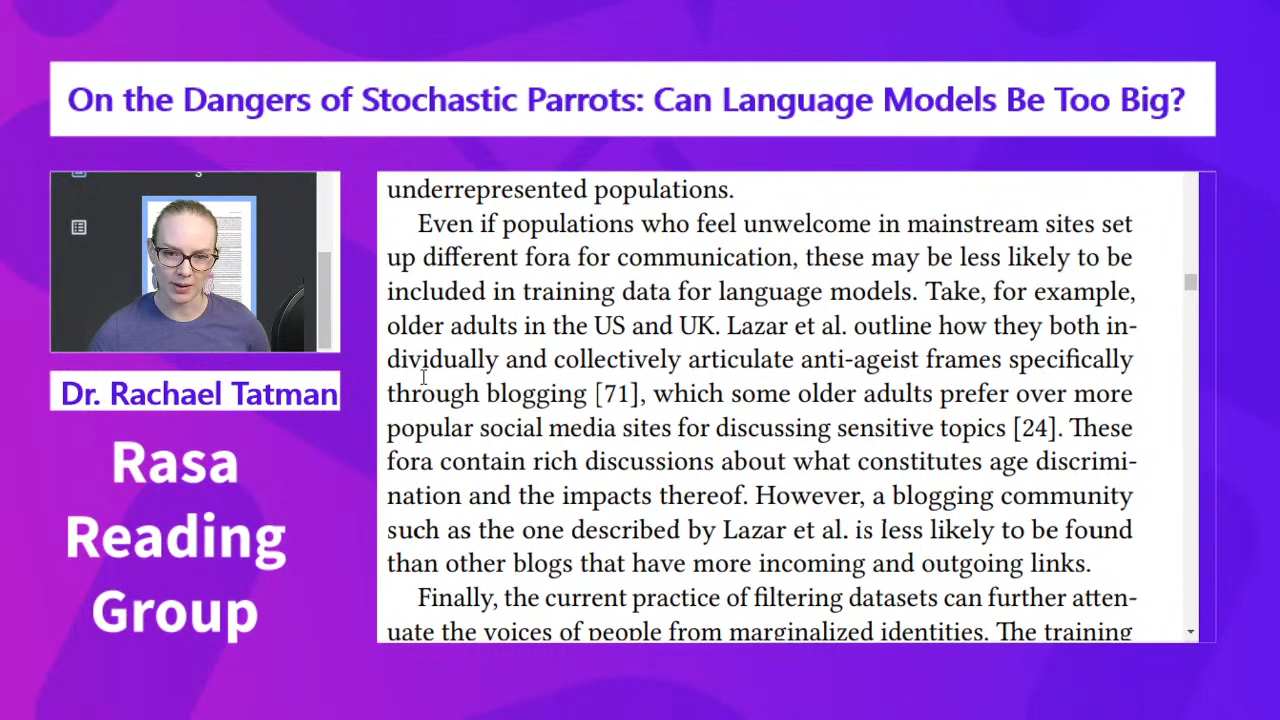 On the Dangers of Stochastic Parrots: Can Language Models Be Too Big?
Dr. Rachael Tatman
Rasa
Reading
Group
underrepresented populations.
Even if populations who feel unwelcome in mainstream sites set
up different fora for communication, these may be less likely to be
included in training data for language models. Take, for example,
older adults in the US and UK. Lazar et al. outline how they both in-
dividually and collectively articulate anti-ageist frames specifically
through blogging [71], which some older adults prefer over more
popular social media sites for discussing sensitive topics [24]. These
fora contain rich discussions about what constitutes age discrimi-
nation and the impacts thereof. However, a blogging community
such as the one described by Lazar et al. is less likely to be found
than other blogs that have more incoming and outgoing links.
Finally, the current practice of filtering datasets can further atten-
uate the voices of people from marginalized identities. The training